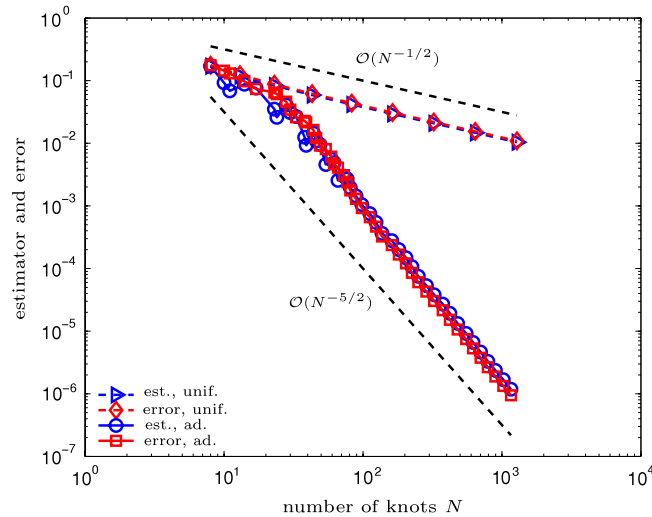 10^0
10^{-1}
10^{-2}
10^{-3}
10^{-4}
10^{-5}
10^{-6}
10^{-7}
estimator and error
O(N^{-1/2})
O(N^{-5/2})
est., unif.
error, unif.
est., ad.
error, ad.
10^0
10^1
10^2
10^3
10^4
number of knots N